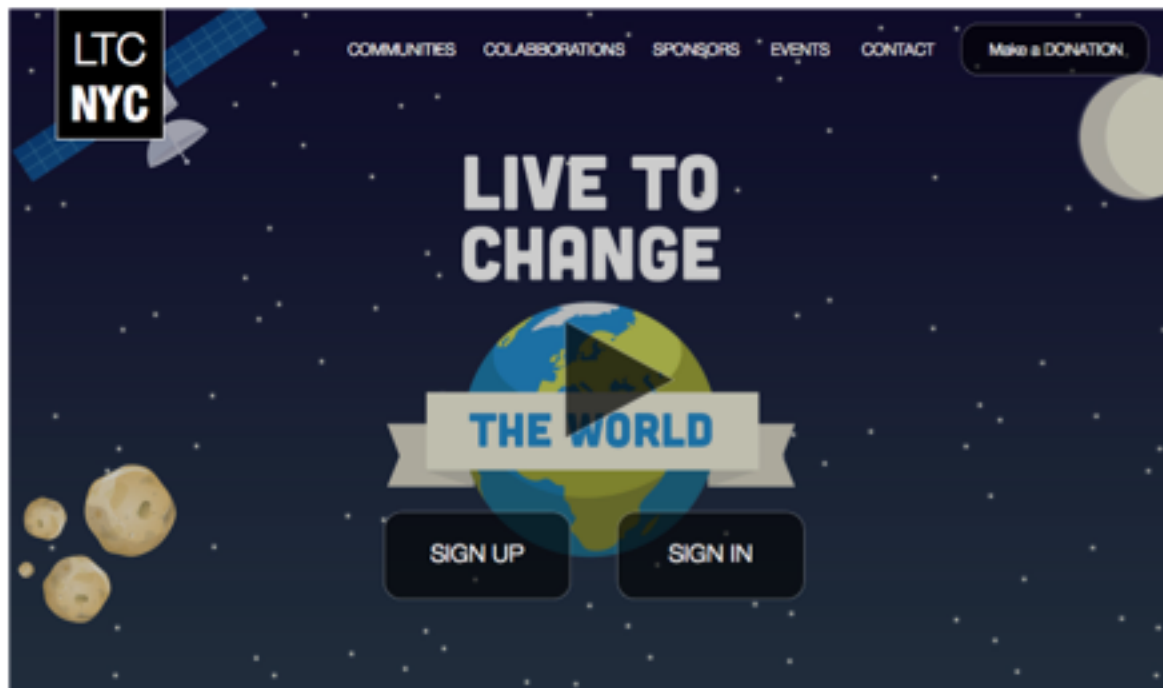 LTC
NYC
COMMUNITIES COLABBORATIONS SPONSORS EVENTS CONTACT Make a DONATION
LIVE TO
CHANGE
THE WORLD
SIGN UP SIGN IN